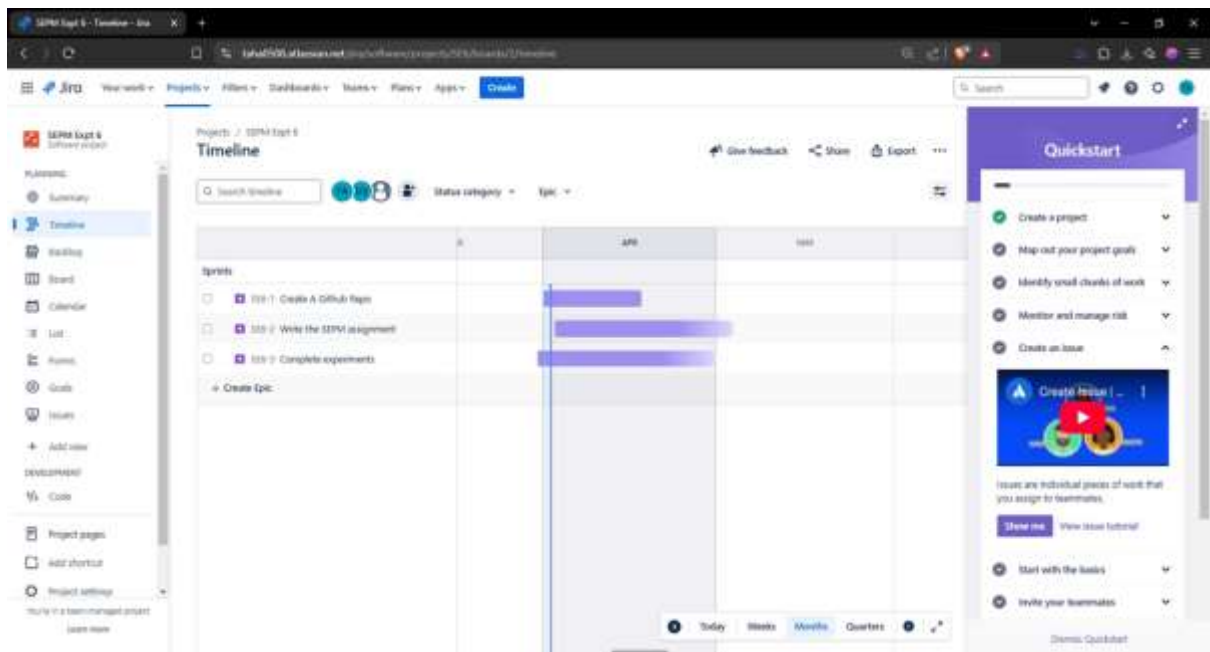 SEPM Expt 6 - Timeline - Jira
Jira
Your work
Projects
Filters
Dashboards
Teams
Plans
Apps
Create
Search
SEPM Expt 6
Software project
PLANNING
Summary
Timeline
Backlog
Board
Calendar
List
Forms
Goals
Issues
Add view
DEVELOPMENT
Code
Project pages
Add shortcut
Project settings
You're in a team-managed project
Learn more
Projects / SEPM Expt 6
Timeline
Give feedback
Share
Export
Search timeline
Status category
Epic
APR
MAY
Sprints
Create A Github Repo
Write the SEPM assignment
Complete experiments
+ Create Epic
Today
Weeks
Months
Quarters
Quickstart
Create a project
Map out your project goals
Identify small chunks of work
Monitor and manage risk
Create an issue
Create Issue | ...
Issues are individual pieces of work that
you assign to teammates.
Show me
View issue tutorial
Start with the basics
Invite your teammates
Dismiss Quickstart